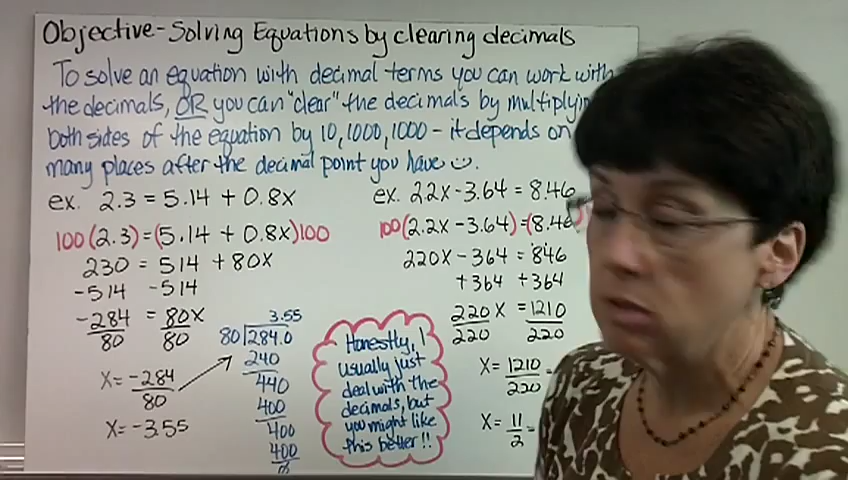 Objective-Solving Equations by clearing decimals
To solve an equation with decimal terms you can work with
the decimals, OR you can "clear" the decimals by multiplying
both sides of the equation by 10, 1000, 1000 - it depends on
many places after the decimal point you have
ex. 2.3 = 5.14 + 0.8x
100(2.3) = (5.14 + 0.8x)100
230 = 514 + 80x
-514 -514
-284 = 80x
80 80
x = -284
80
x = -3.55
3.55
80 284.0
240
440
400
400
400
0
Honestly, I
usually just
deal with the
decimals, but
you might like
this better!!
ex. 2.2x - 3.64 = 8.46
100(2.2x - 3.64) = (8.46
220x - 364 = 846
+364 +364
220x = 1210
220 220
x = 1210 =
220
x = 11 =
2